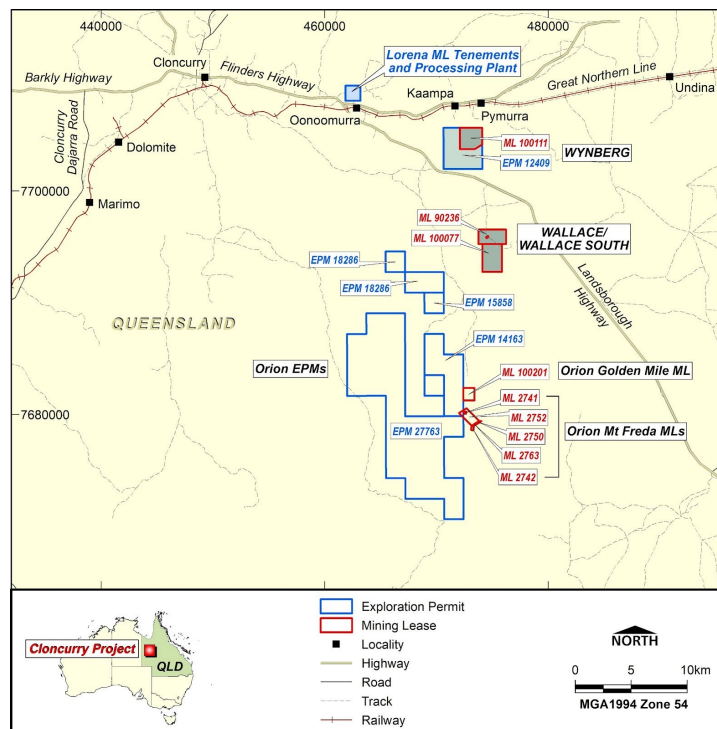 440000
460000
480000
Cloncurry
Lorena ML Tenements
and Processing Plant
Barkly Highway
Flinders Highway
Great Northern Line
Undina
Kaampa
Oonoomurra
Pymurra
Cloncurry
Dajarra Road
Dolomite
ML 100111
EPM 12409
WYNBERG
7700000
Marimo
ML 90236
ML 100077
WALLACE/
WALLACE SOUTH
EPM 18286
EPM 18286
EPM 15858
Landsborough
Highway
QUEENSLAND
EPM 14163
Orion EPMs
ML 100201
Orion Golden Mile ML
ML 2741
7680000
ML 2752
EPM 27763
ML 2750
Orion Mt Freda MLs
ML 2763
ML 2742
Cloncurry Project
QLD
Exploration Permit
Mining Lease
Locality
Highway
Road
Track
Railway
NORTH
0 5 10km
MGA1994 Zone 54